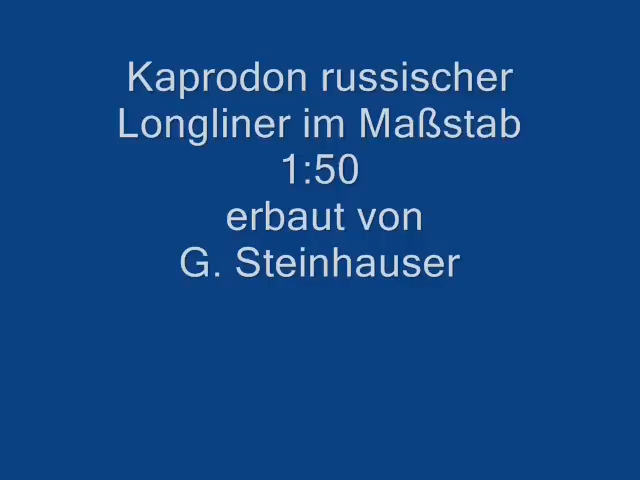 Kaprodon russischer
Longliner im Maßstab
1:50
erbaut von
G. Steinhauser